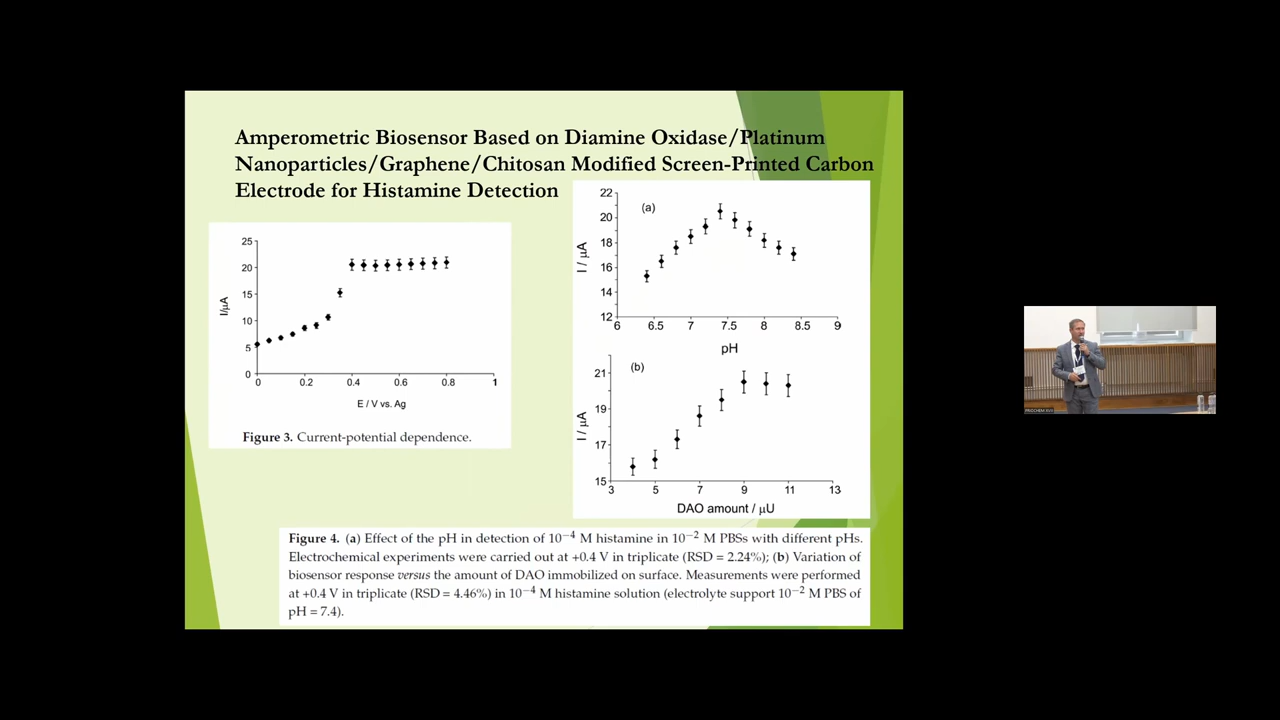 Amperometric Biosensor Based on Diamine Oxidase/Platinum
Nanoparticles/Graphene/Chitosan Modified Screen-Printed Carbon
Electrode for Histamine Detection
25
20
15
10
5
0
I/μA
0 0.2 0.4 0.6 0.8 1
E / V vs. Ag
Figure 3. Current-potential dependence.
(a)
22
20
18
16
14
12
I / μA
6 6.5 7 7.5 8 8.5 9
pH
(b)
21
19
17
15
I / μA
3 5 7 9 11 13
DAO amount / μU
Figure 4. (a) Effect of the pH in detection of 10⁻⁴ M histamine in 10⁻² M PBSs with different pHs.
Electrochemical experiments were carried out at +0.4 V in triplicate (RSD = 2.24%); (b) Variation of
biosensor response versus the amount of DAO immobilized on surface. Measurements were performed
at +0.4 V in triplicate (RSD = 4.46%) in 10⁻⁴ M histamine solution (electrolyte support 10⁻² M PBS of
pH = 7.4).